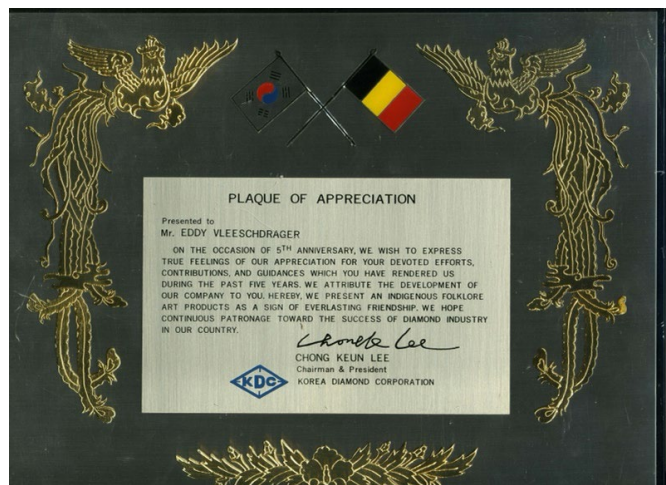 PLAQUE OF APPRECIATION
Presented to
Mr. EDDY VLEESCHDRAGER
ON THE OCCASION OF 5TH ANNIVERSARY, WE WISH TO EXPRESS
TRUE FEELINGS OF OUR APPRECIATION FOR YOUR DEVOTED EFFORTS,
CONTRIBUTIONS, AND GUIDANCES WHICH YOU HAVE RENDERED US
DURING THE PAST FIVE YEARS. WE ATTRIBUTE THE DEVELOPMENT OF
OUR COMPANY TO YOU. HEREBY, WE PRESENT AN INDIGENOUS FOLKLORE
ART PRODUCTS AS A SIGN OF EVERLASTING FRIENDSHIP. WE HOPE
CONTINUOUS PATRONAGE TOWARD THE SUCCESS OF DIAMOND INDUSTRY
IN OUR COUNTRY.
Chong K Lee
CHONG KEUN LEE
Chairman & President
KDC KOREA DIAMOND CORPORATION